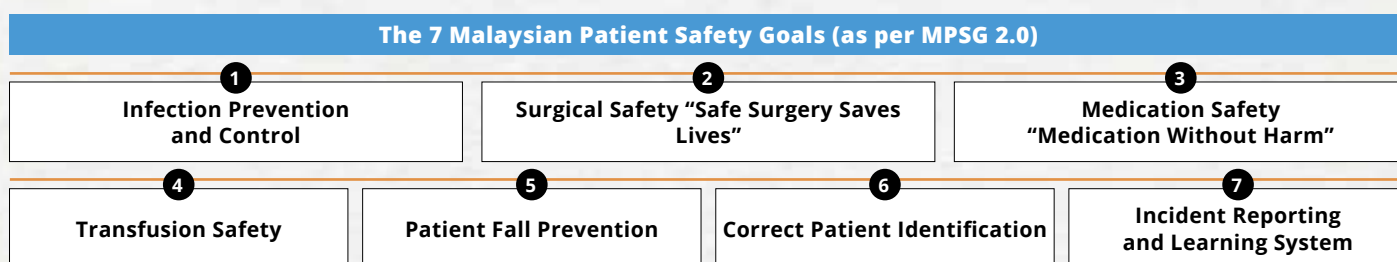 The 7 Malaysian Patient Safety Goals (as per MPSG 2.0)
1
Infection Prevention
and Control
2
Surgical Safety “Safe Surgery Saves
Lives”
3
Medication Safety
“Medication Without Harm”
4
Transfusion Safety
5
Patient Fall Prevention
6
Correct Patient Identification
7
Incident Reporting
and Learning System